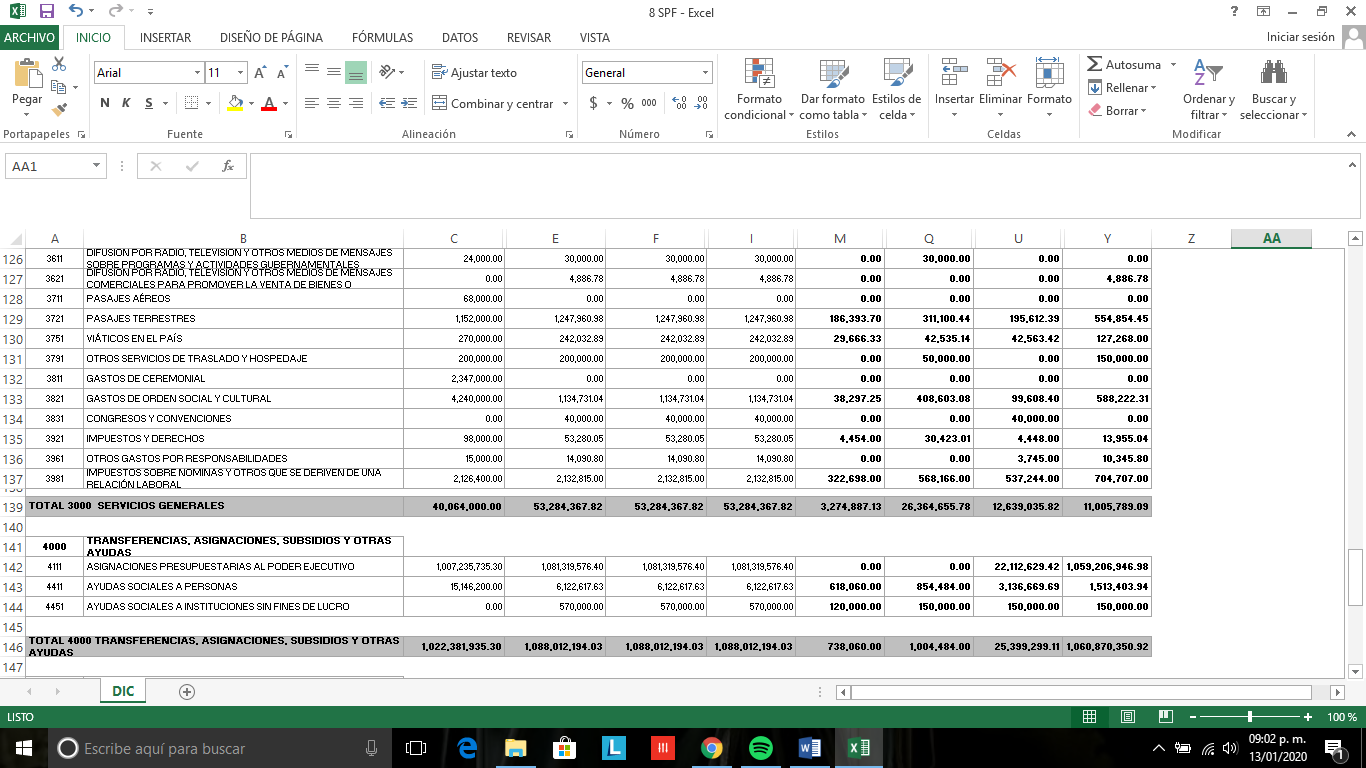 8 SPF - Excel
ARCHIVO INICIO INSERTAR DISEÑO DE PÁGINA FÓRMULAS DATOS REVISAR VISTA Iniciar sesión
Pegar Arial 11 Ajustar texto General Formato condicional Dar formato como tabla Estilos de celda Insertar Eliminar Formato Autosuma Rellenar Borrar Ordenar y filtrar Buscar y seleccionar
N K S A Combinar y centrar $ % 000
Portapapeles Fuente Alineación Número Estilos Celdas Modificar
AA1 fx
A B C E F I M Q U Y Z AA
126 3611 DIFUSIÓN POR RADIO, TELEVISIÓN Y OTROS MEDIOS DE MENSAJES 24,000.00 30,000.00 30,000.00 30,000.00 0.00 30,000.00 0.00 0.00
SOBRE PROGRAMAS Y ACTIVIDADES GUBERNAMENTALES
127 3621 DIFUSIÓN POR RADIO, TELEVISIÓN Y OTROS MEDIOS DE MENSAJES 0.00 4,886.78 4,886.78 4,886.78 0.00 0.00 0.00 4,886.78
COMERCIALES PARA PROMOVER LA VENTA DE BIENES O
128 3711 PASAJES AÉREOS 68,000.00 0.00 0.00 0.00 0.00 0.00 0.00 0.00
129 3721 PASAJES TERRESTRES 1,152,000.00 1,247,960.98 1,247,960.98 1,247,960.98 186,393.70 311,100.44 195,612.39 554,854.45
130 3751 VIÁTICOS EN EL PAÍS 270,000.00 242,032.89 242,032.89 242,032.89 29,666.33 42,535.14 42,563.42 127,268.00
131 3791 OTROS SERVICIOS DE TRASLADO Y HOSPEDAJE 200,000.00 200,000.00 200,000.00 200,000.00 0.00 50,000.00 0.00 150,000.00
132 3811 GASTOS DE CEREMONIAL 2,347,000.00 0.00 0.00 0.00 0.00 0.00 0.00 0.00
133 3821 GASTOS DE ORDEN SOCIAL Y CULTURAL 4,240,000.00 1,134,731.04 1,134,731.04 1,134,731.04 38,297.25 408,603.08 99,608.40 588,222.31
134 3831 CONGRESOS Y CONVENCIONES 0.00 40,000.00 40,000.00 40,000.00 0.00 0.00 40,000.00 0.00
135 3921 IMPUESTOS Y DERECHOS 98,000.00 53,280.05 53,280.05 53,280.05 4,454.00 30,423.01 4,448.00 13,955.04
136 3961 OTROS GASTOS POR RESPONSABILIDADES 15,000.00 14,090.80 14,090.80 14,090.80 0.00 0.00 3,745.00 10,345.80
137 3981 IMPUESTOS SOBRE NOMINAS Y OTROS QUE SE DERIVEN DE UNA 2,126,400.00 2,132,815.00 2,132,815.00 2,132,815.00 322,698.00 568,166.00 537,244.00 704,707.00
RELACIÓN LABORAL
139 TOTAL 3000 SERVICIOS GENERALES 40,064,000.00 53,284,367.82 53,284,367.82 53,284,367.82 3,274,887.13 26,364,655.78 12,639,035.82 11,005,789.09
140
141 4000 TRANSFERENCIAS, ASIGNACIONES, SUBSIDIOS Y OTRAS
AYUDAS
142 4111 ASIGNACIONES PRESUPUESTARIAS AL PODER EJECUTIVO 1,007,235,735.30 1,081,319,576.40 1,081,319,576.40 1,081,319,576.40 0.00 0.00 22,112,629.42 1,059,206,946.98
143 4411 AYUDAS SOCIALES A PERSONAS 15,146,200.00 6,122,617.63 6,122,617.63 6,122,617.63 618,060.00 854,484.00 3,136,669.69 1,513,403.94
144 4451 AYUDAS SOCIALES A INSTITUCIONES SIN FINES DE LUCRO 0.00 570,000.00 570,000.00 570,000.00 120,000.00 150,000.00 150,000.00 150,000.00
145
146 TOTAL 4000 TRANSFERENCIAS, ASIGNACIONES, SUBSIDIOS Y OTRAS 1,022,381,935.30 1,088,012,194.03 1,088,012,194.03 1,088,012,194.03 738,060.00 1,004,484.00 25,399,299.11 1,060,870,350.92
AYUDAS
147
DIC
LISTO 100 %
Escribe aquí para buscar 09:02 p. m.
13/01/2020
1